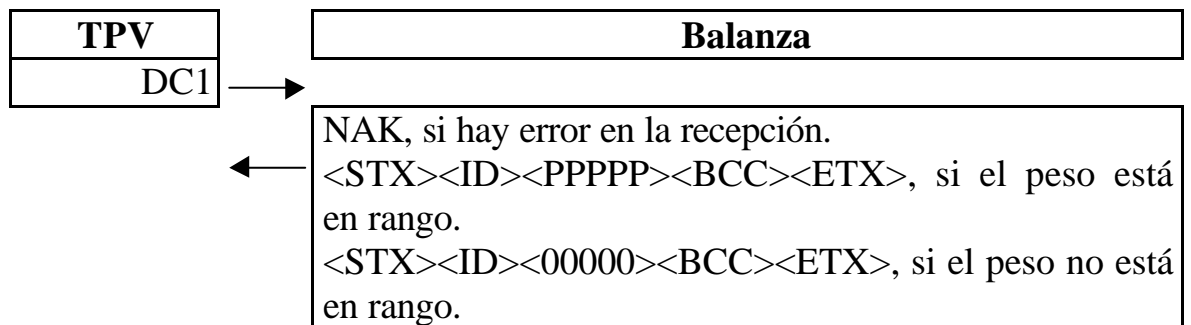 TPV
Balanza
DC1
NAK, si hay error en la recepción.
<STX><ID><PPPPP><BCC><ETX>, si el peso está
en rango.
<STX><ID><00000><BCC><ETX>, si el peso no está
en rango.